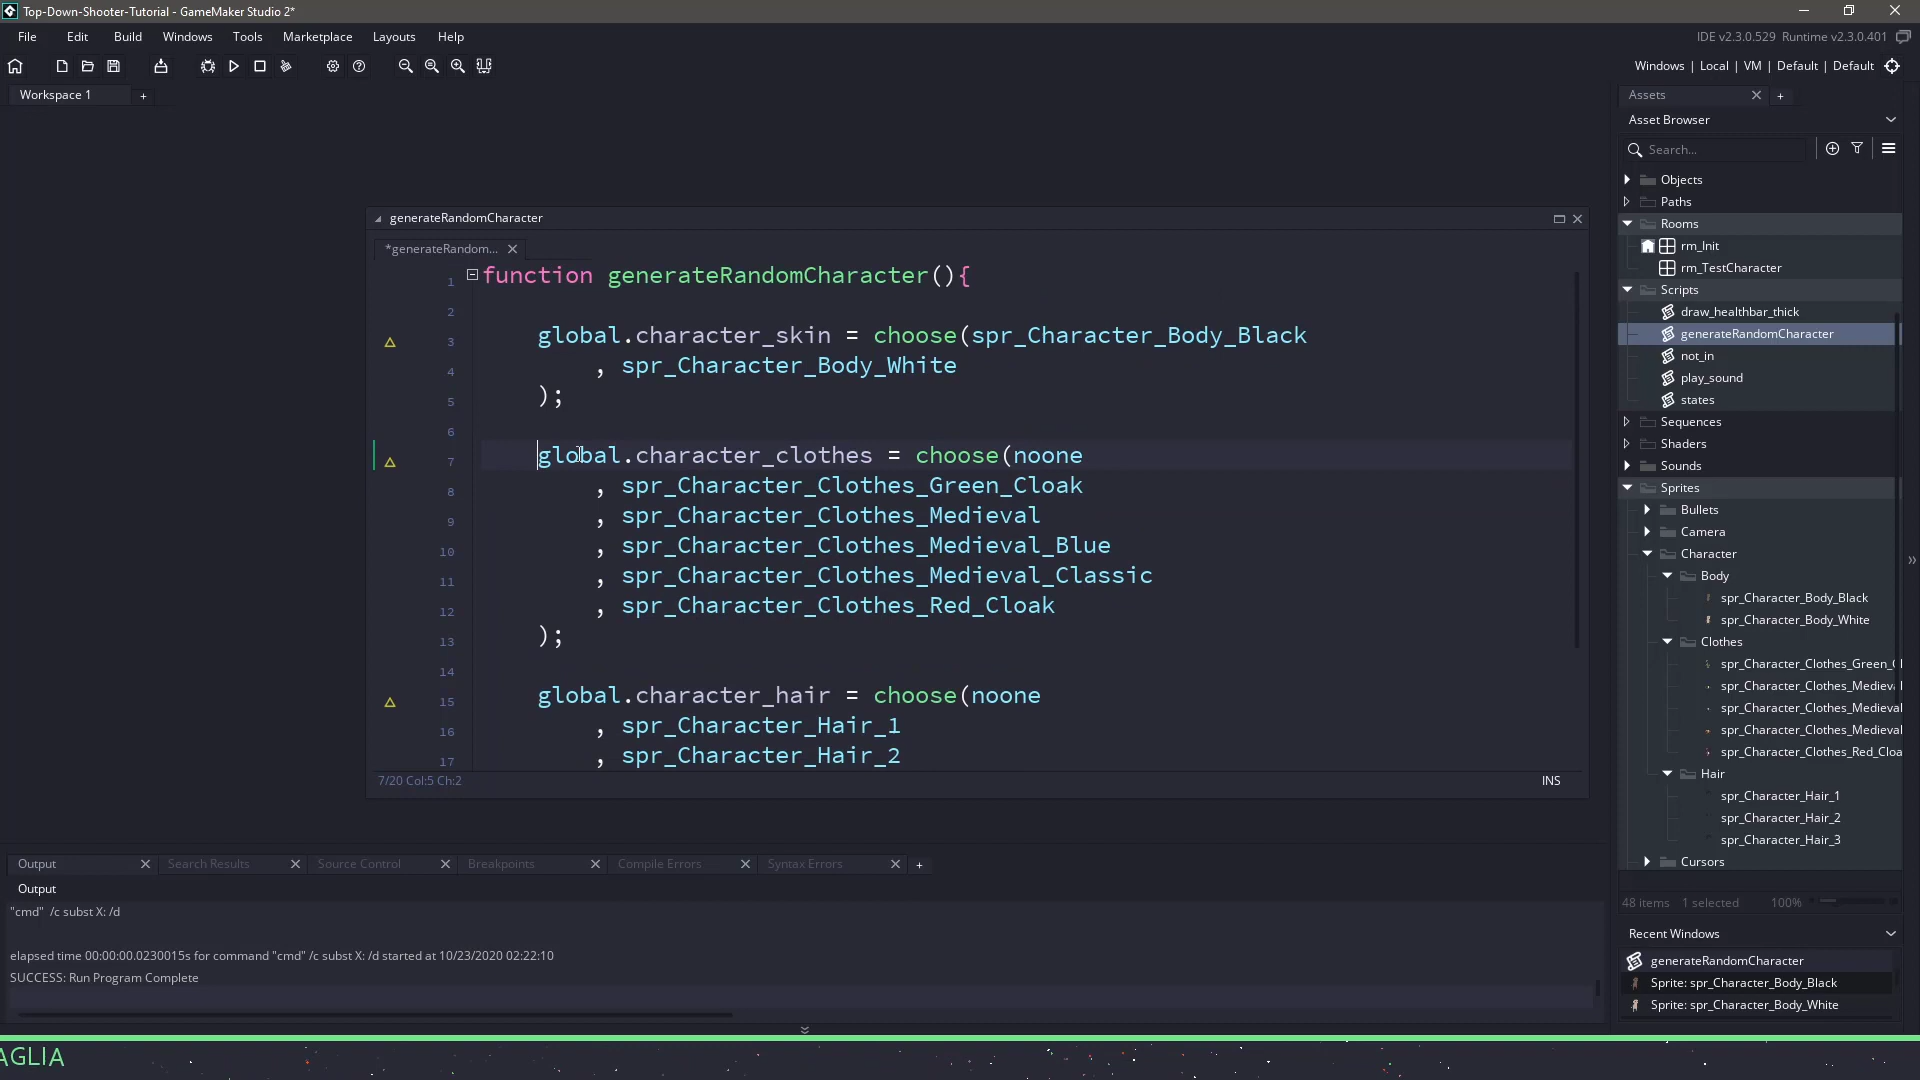 Top-Down-Shooter-Tutorial - GameMaker Studio 2*
File Edit Build Windows Tools Marketplace Layouts Help
IDE v2.3.0.529 Runtime v2.3.0.401
Windows | Local | VM | Default | Default
Workspace 1 +
generateRandomCharacter
*generateRandom...
1 function generateRandomCharacter(){
2
3 global.character_skin = choose(spr_Character_Body_Black
4 , spr_Character_Body_White
5 );
6
7 global.character_clothes = choose(noone
8 , spr_Character_Clothes_Green_Cloak
9 , spr_Character_Clothes_Medieval
10 , spr_Character_Clothes_Medieval_Blue
11 , spr_Character_Clothes_Medieval_Classic
12 , spr_Character_Clothes_Red_Cloak
13 );
14
15 global.character_hair = choose(noone
16 , spr_Character_Hair_1
17 , spr_Character_Hair_2
7/20 Col:5 Ch:2
INS
Assets
Asset Browser
Search...
Objects
Paths
Rooms
rm_Init
rm_TestCharacter
Scripts
draw_healthbar_thick
generateRandomCharacter
not_in
play_sound
states
Sequences
Shaders
Sounds
Sprites
Bullets
Camera
Character
Body
spr_Character_Body_Black
spr_Character_Body_White
Clothes
spr_Character_Clothes_Green_C
spr_Character_Clothes_Medieval
spr_Character_Clothes_Medieval
spr_Character_Clothes_Medieval
spr_Character_Clothes_Red_Cloa
Hair
spr_Character_Hair_1
spr_Character_Hair_2
spr_Character_Hair_3
Cursors
48 items 1 selected 100%
Recent Windows
generateRandomCharacter
Sprite: spr_Character_Body_Black
Sprite: spr_Character_Body_White
Output Search Results Source Control Breakpoints Compile Errors Syntax Errors +
Output
"cmd" /c subst X: /d
elapsed time 00:00:00.0230015s for command "cmd" /c subst X: /d started at 10/23/2020 02:22:10
SUCCESS: Run Program Complete
AGLIA